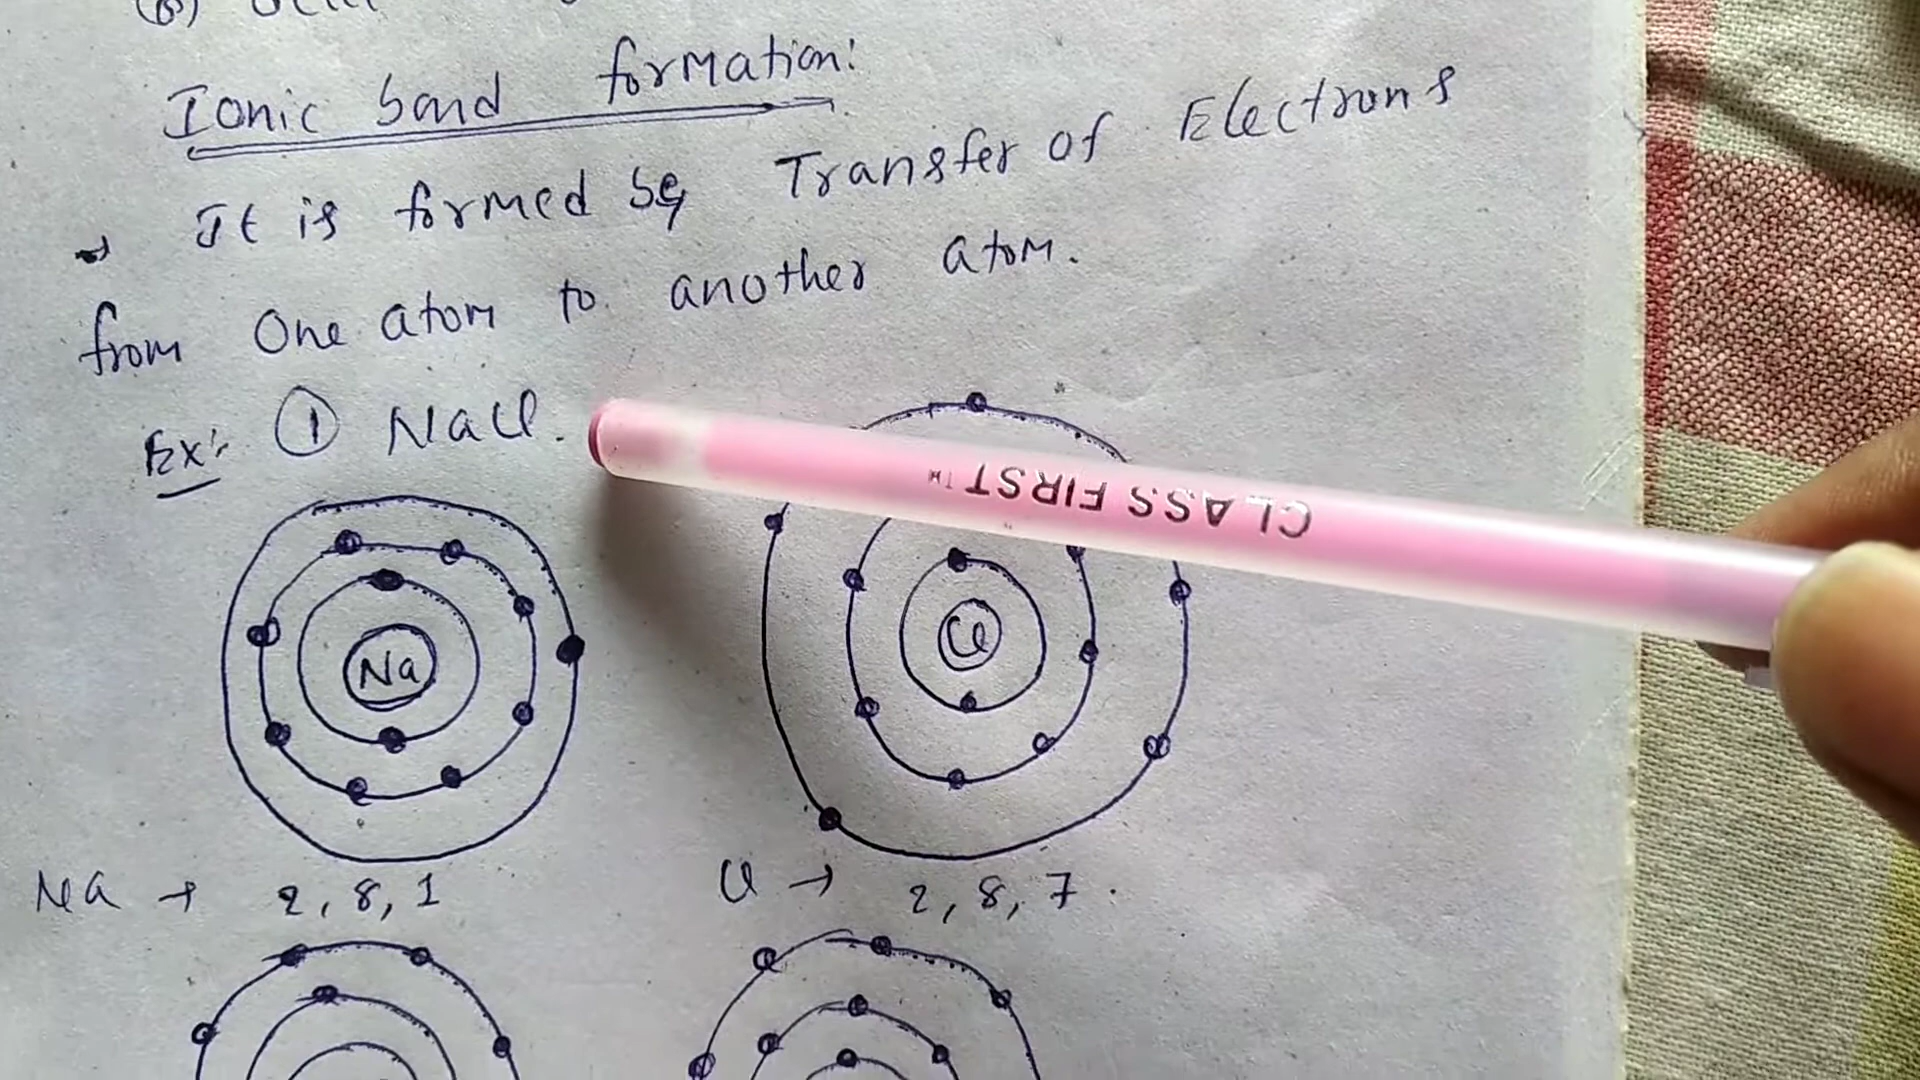 Ionic bond formation:
→ It is formed by Transfer of Electrons
from One atom to another atom.
Ex:- ① NaCl.
CLASS FIRST™
Na
Cl
Na → 2, 8, 1
Cl → 2, 8, 7.